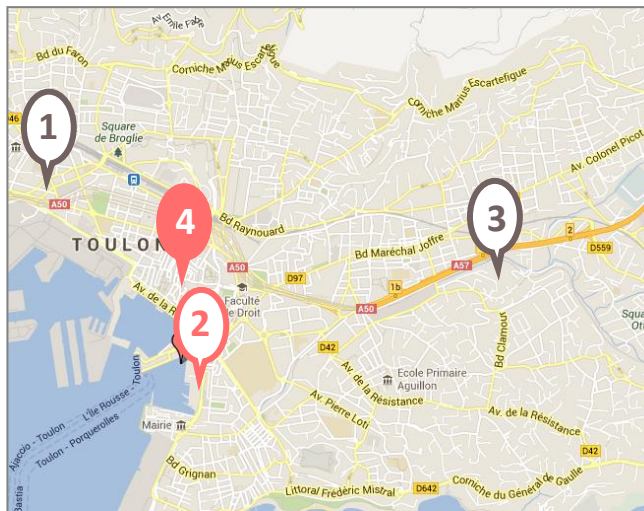 Av. Emile Fabre
Bd du Faron
Corniche Marius Escartefigue
Corniche Marius Escartefigue
D46
1
Square
de Broglie
Av. Colonel Picot
A50
4
3
Bd Raynouard
2
TOULON
Bd Maréchal Joffre
D559
A50
D97
A57
Faculté
de Droit
1b
A50
Av. de la R
2
D42
Bd Clamour
Ecole Primaire
Aguillon
Av. de la Résistance
Av. Pierre Loti
Av. de la Résistance
L'Île Rousse - Toulon
Ajaccio - Toulon
Toulon - Porquerolles
Mairie
D42
Bd Grignan
Bastia
Littoral Frédéric Mistral
D642
Corniche du Général de Gaulle